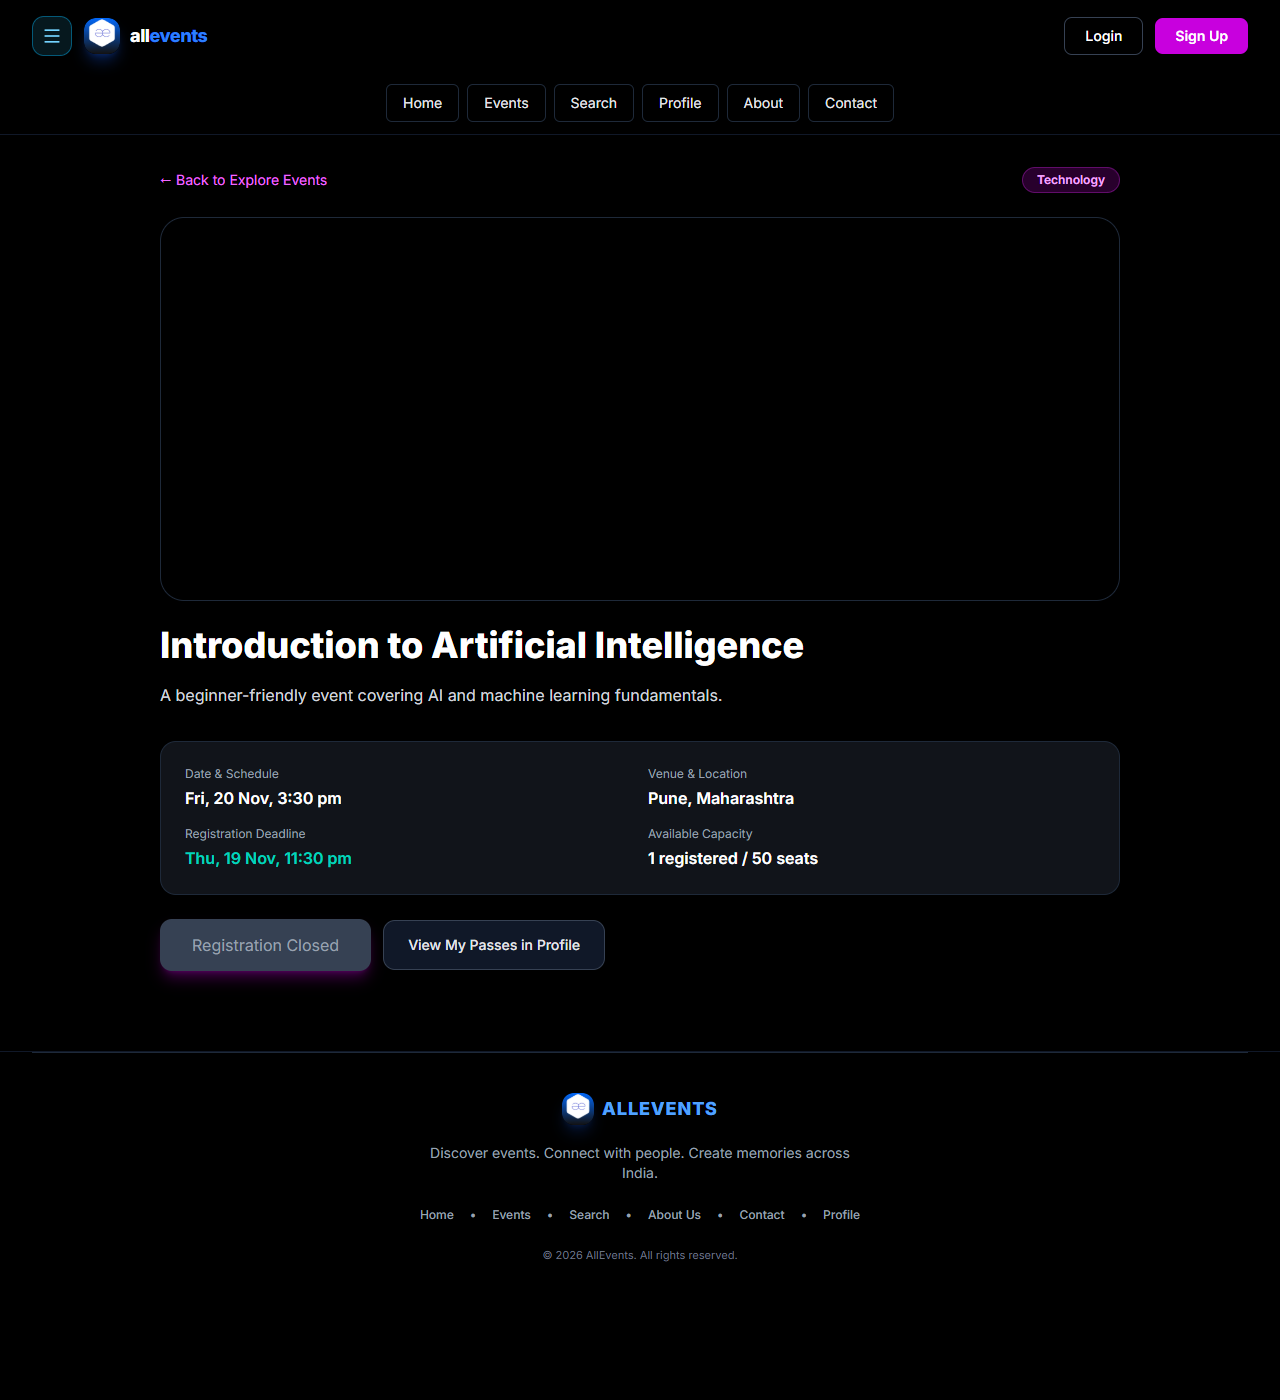 ☰
æ
allevents
Login
Sign Up
Home
Events
Search
Profile
About
Contact
← Back to Explore Events
Technology
Introduction to Artificial Intelligence
A beginner-friendly event covering AI and machine learning fundamentals.
Date & Schedule
Fri, 20 Nov, 3:30 pm
Venue & Location
Pune, Maharashtra
Registration Deadline
Thu, 19 Nov, 11:30 pm
Available Capacity
1 registered / 50 seats
Registration Closed
View My Passes in Profile
æ
ALLEVENTS
Discover events. Connect with people. Create memories across
India.
Home • Events • Search • About Us • Contact • Profile
© 2026 AllEvents. All rights reserved.